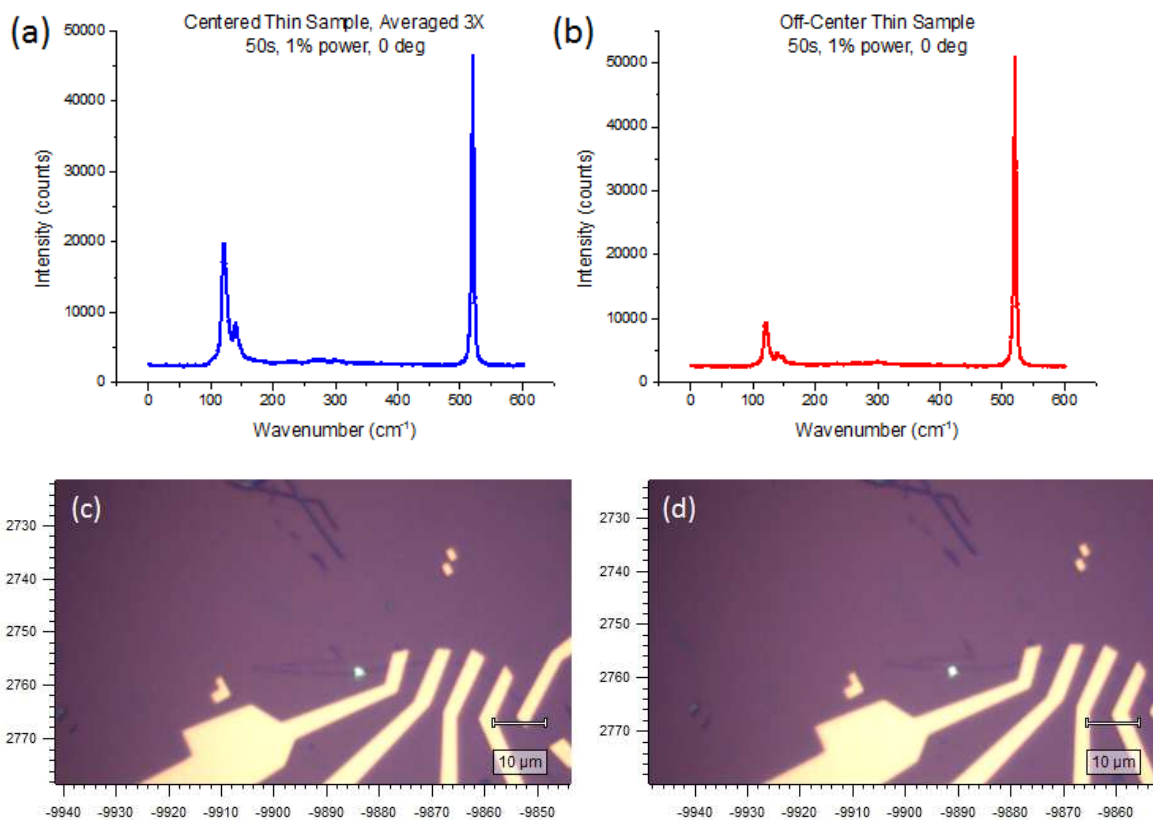 (a)
Centered Thin Sample, Averaged 3X
50s, 1% power, 0 deg
50000
40000
30000
20000
10000
0
Intensity (counts)
0 100 200 300 400 500 600
Wavenumber (cm⁻¹)
(b)
Off-Center Thin Sample
50s, 1% power, 0 deg
50000
40000
30000
20000
10000
0
Intensity (counts)
0 100 200 300 400 500 600
Wavenumber (cm⁻¹)
(c)
2730
2740
2750
2760
2770
10 µm
-9940 -9930 -9920 -9910 -9900 -9890 -9880 -9870 -9860 -9850
(d)
2730
2740
2750
2760
2770
10 µm
-9940 -9930 -9920 -9910 -9900 -9890 -9880 -9870 -9860